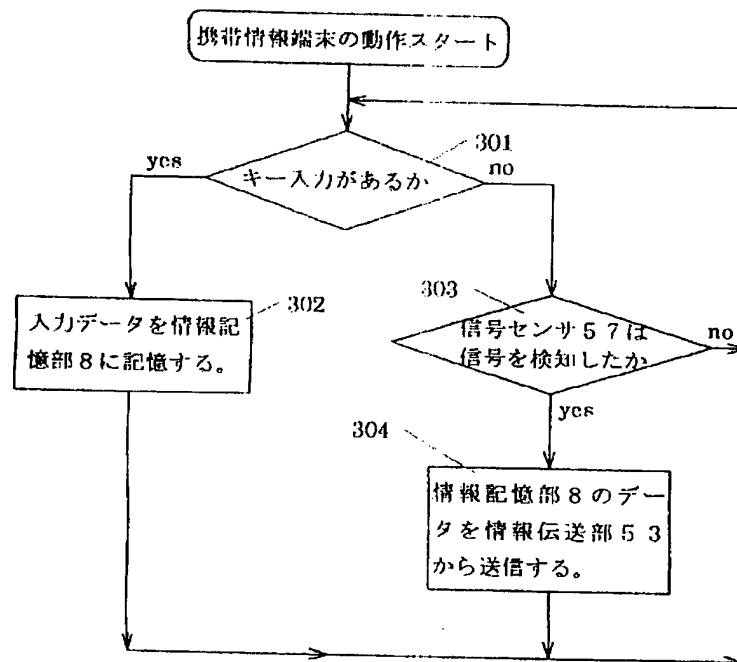 携帯情報端末の動作スタート
301
yes
no
キー入力があるか
302
303
入力データを情報記
憶部8に記憶する。
信号センサ57は
信号を検知したか
no
yes
304
情報記憶部8のデー
タを情報伝送部53
から送信する。